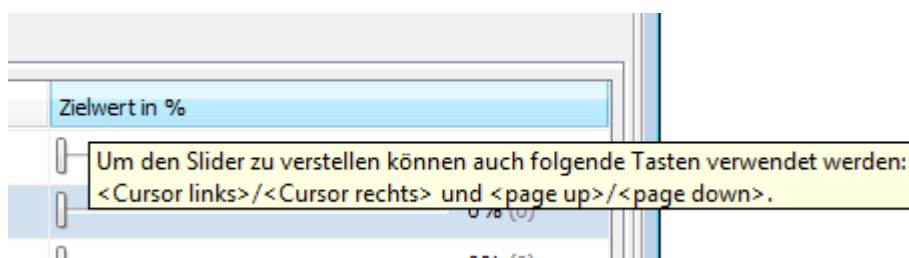 Zielwert in %
Um den Slider zu verstellen können auch folgende Tasten verwendet werden:
<Cursor links>/<Cursor rechts> und <page up>/<page down>.